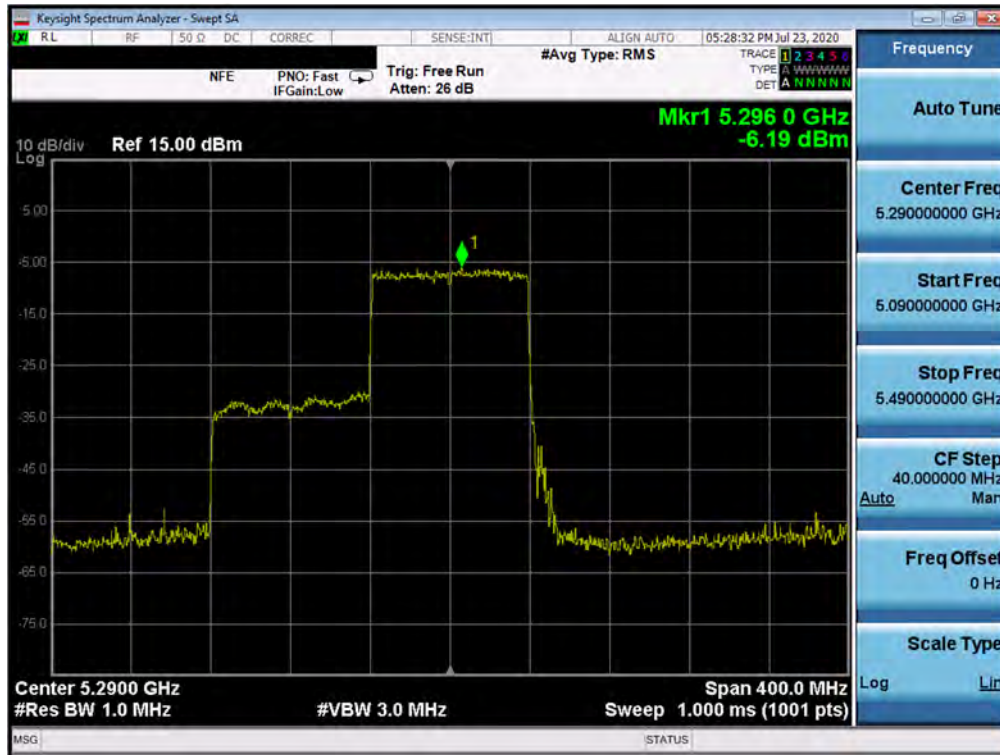 Keysight Spectrum Analyzer - Swept SA
LXI RL RF 50 Ω DC CORREC SENSE:INT ALIGN AUTO 05:28:32 PM Jul 23, 2020
NFE PNO: Fast Trig: Free Run #Avg Type: RMS TRACE 1 2 3 4 5 6
IFGain:Low Atten: 26 dB TYPE A WWWWW
DET A N N N N N
Mkr1 5.296 0 GHz
-6.19 dBm
10 dB/div Ref 15.00 dBm
Log
5.00
1
-5.00
-15.0
-25.0
-35.0
-45.0
-55.0
-65.0
-75.0
Center 5.2900 GHz Span 400.0 MHz
#Res BW 1.0 MHz #VBW 3.0 MHz Sweep 1.000 ms (1001 pts)
MSG STATUS
Frequency
Auto Tune
Center Freq
5.290000000 GHz
Start Freq
5.090000000 GHz
Stop Freq
5.490000000 GHz
CF Step
40.000000 MHz
Auto Man
Freq Offset
0 Hz
Scale Type
Log Lin